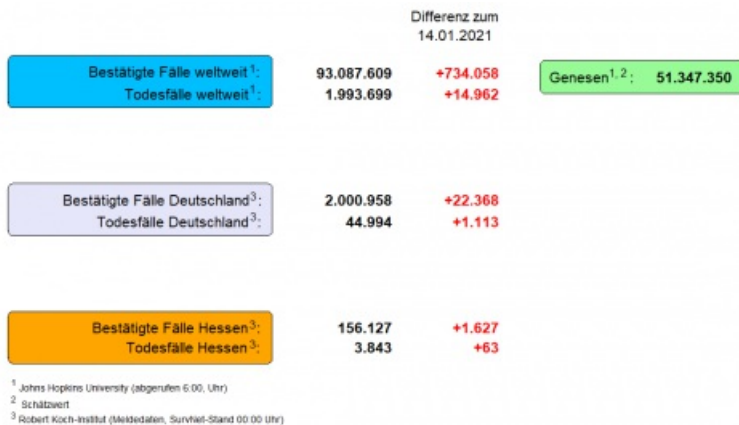 Differenz zum
14.01.2021
Bestätigte Fälle weltweit¹: 93.087.609 +734.058 Genesen¹,²: 51.347.350
Todesfälle weltweit¹: 1.993.699 +14.962
Bestätigte Fälle Deutschland³: 2.000.958 +22.368
Todesfälle Deutschland³: 44.994 +1.113
Bestätigte Fälle Hessen³: 156.127 +1.627
Todesfälle Hessen³: 3.843 +63
¹ Johns Hopkins University (abgerufen 6:00, Uhr)
² Schätzwert
³ Robert Koch-Institut (Meldedaten, SurvNet-Stand 00:00 Uhr)